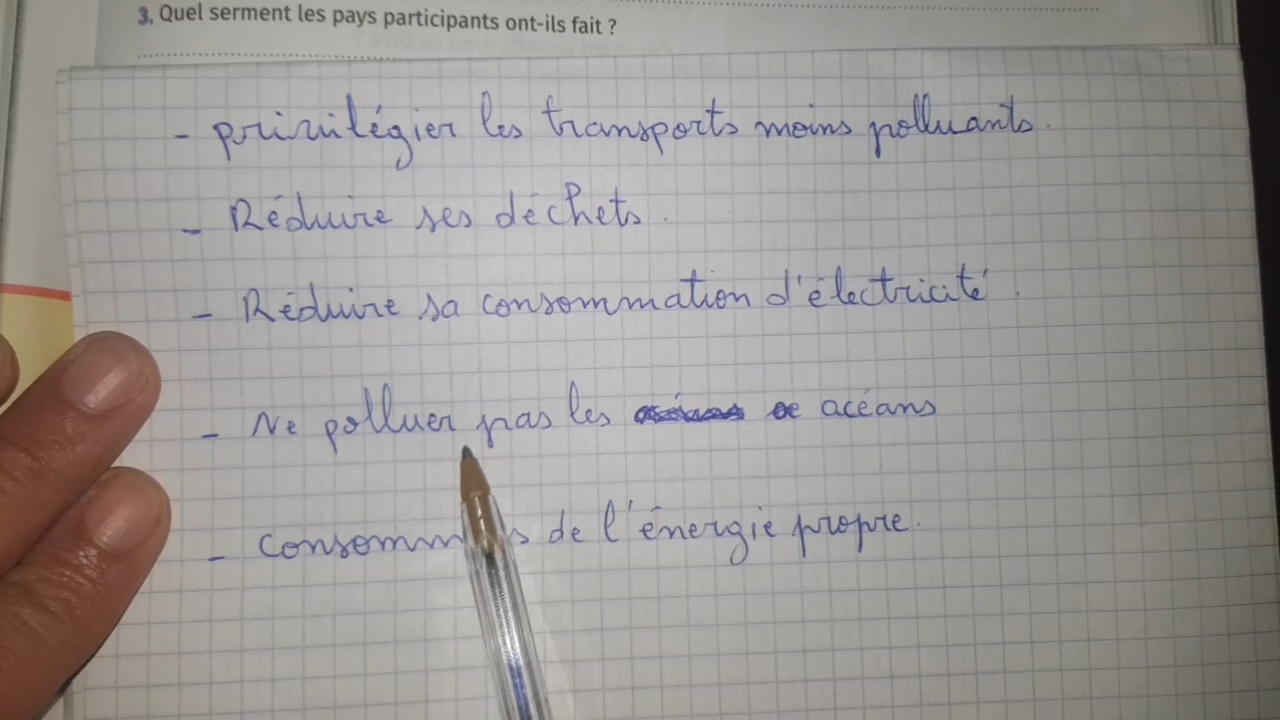 3. Quel serment les pays participants ont-ils fait ?
- privilégier les transports moins polluants.
- Réduire ses déchets.
- Réduire sa consommation d'électricité.
- Ne polluer pas les acéans
- de l'énergie propre.